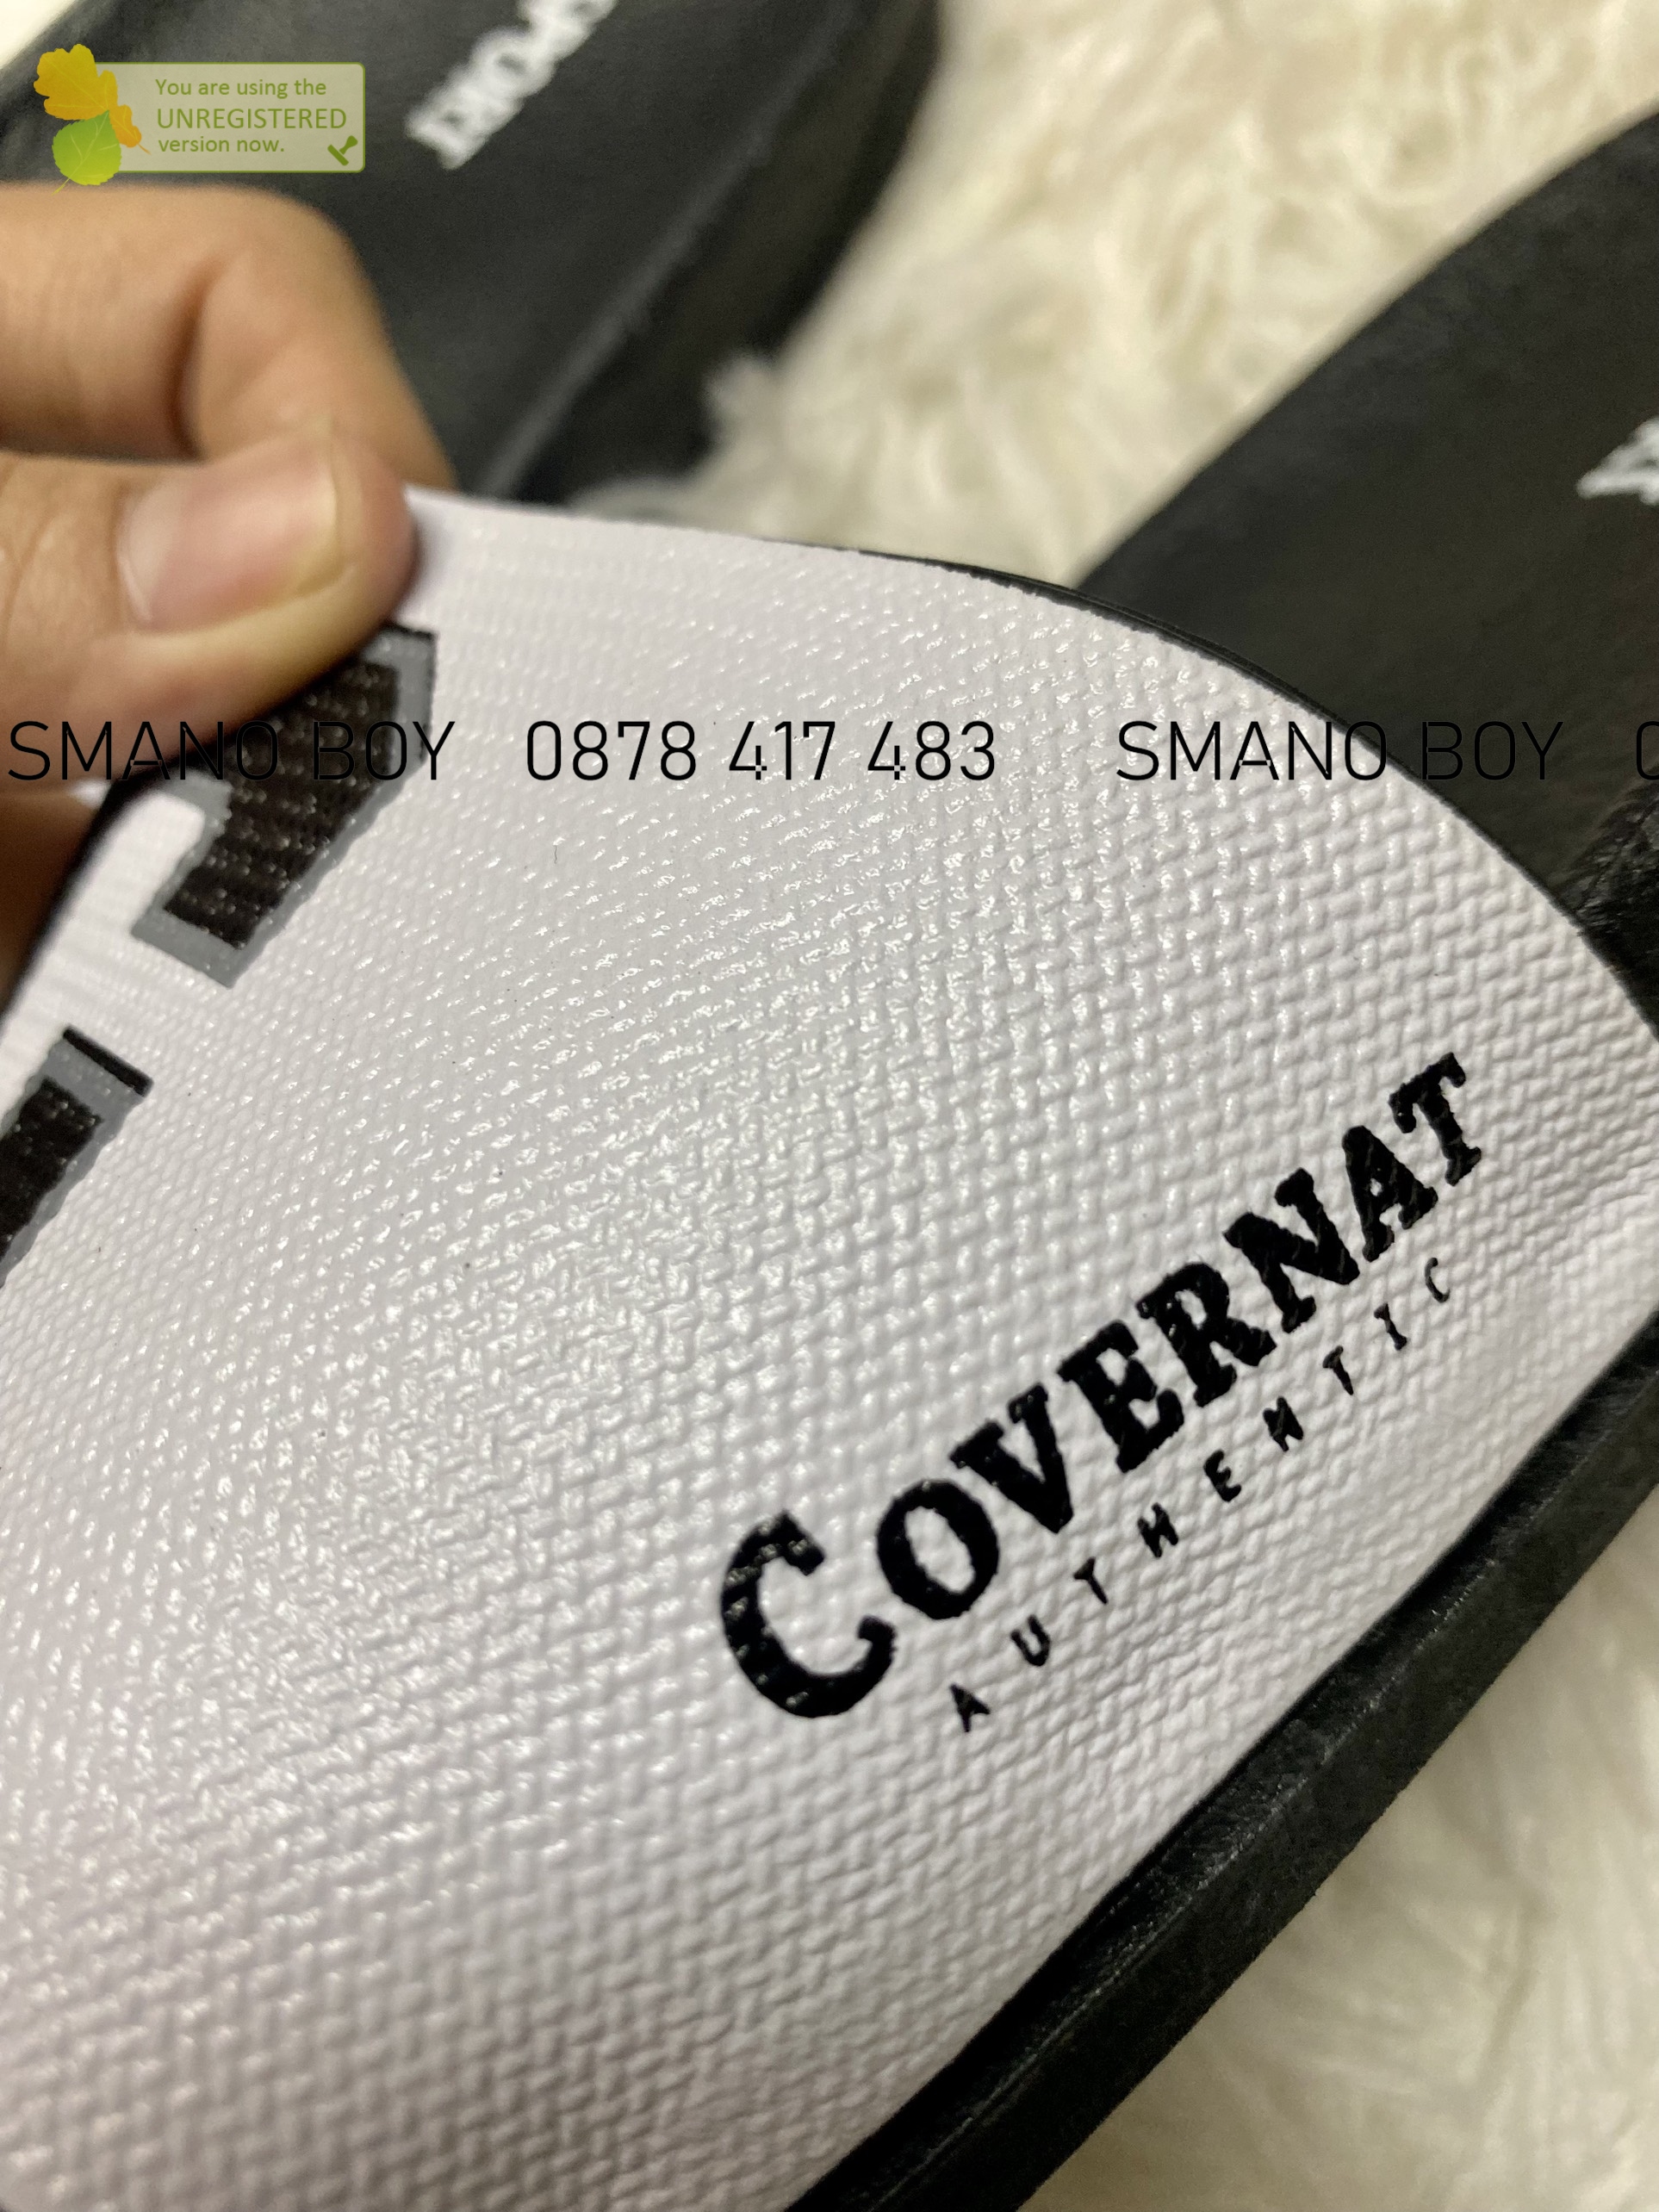 You are using the
UNREGISTERED
version now.
SMANO BOY 0878 417 483 SMANO BOY
COVERNAT
AUTHENTIC